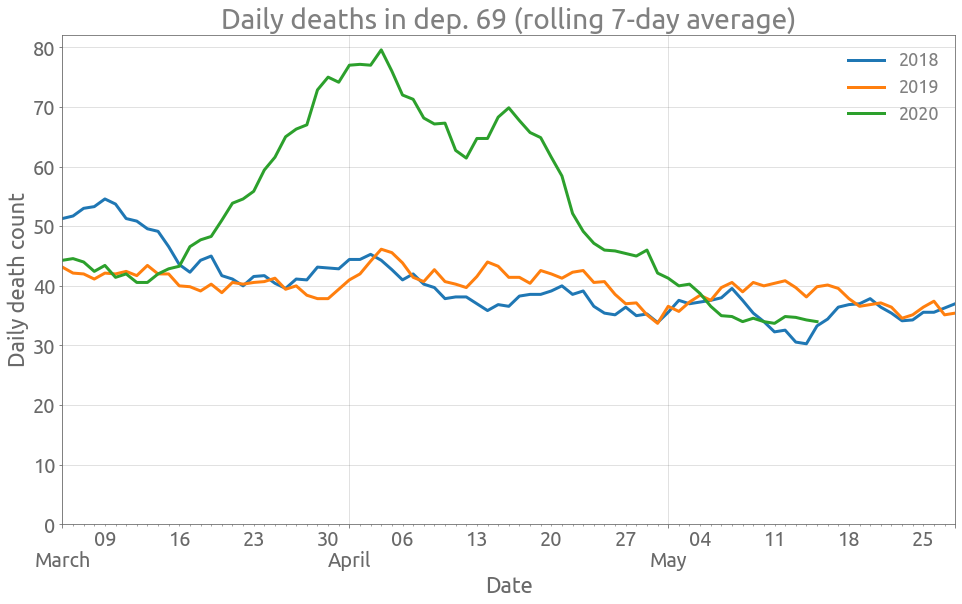 Daily deaths in dep. 69 (rolling 7-day average)
2018
2019
2020
Daily death count
80
70
60
50
40
30
20
10
0
09 16 23 30 06 13 20 27 04 11 18 25
March April May
Date